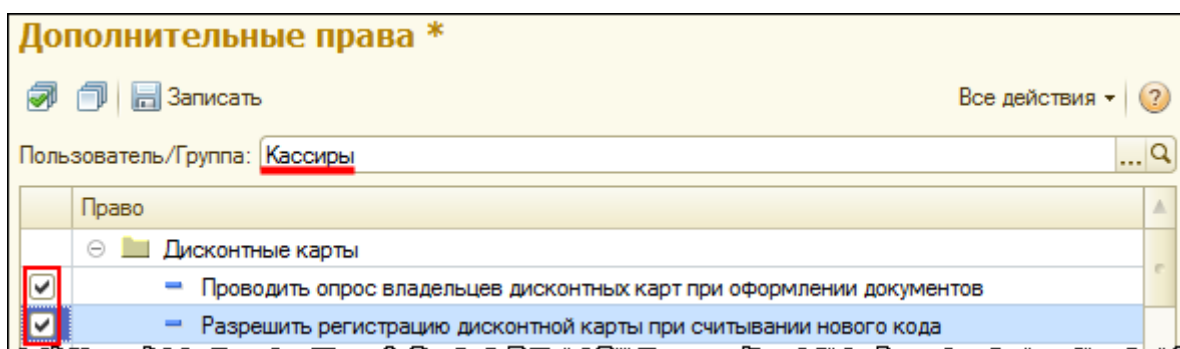 Дополнительные права *
Записать
Все действия
?
Пользователь/Группа: Кассиры
...
Право
Дисконтные карты
Проводить опрос владельцев дисконтных карт при оформлении документов
Разрешить регистрацию дисконтной карты при считывании нового кода